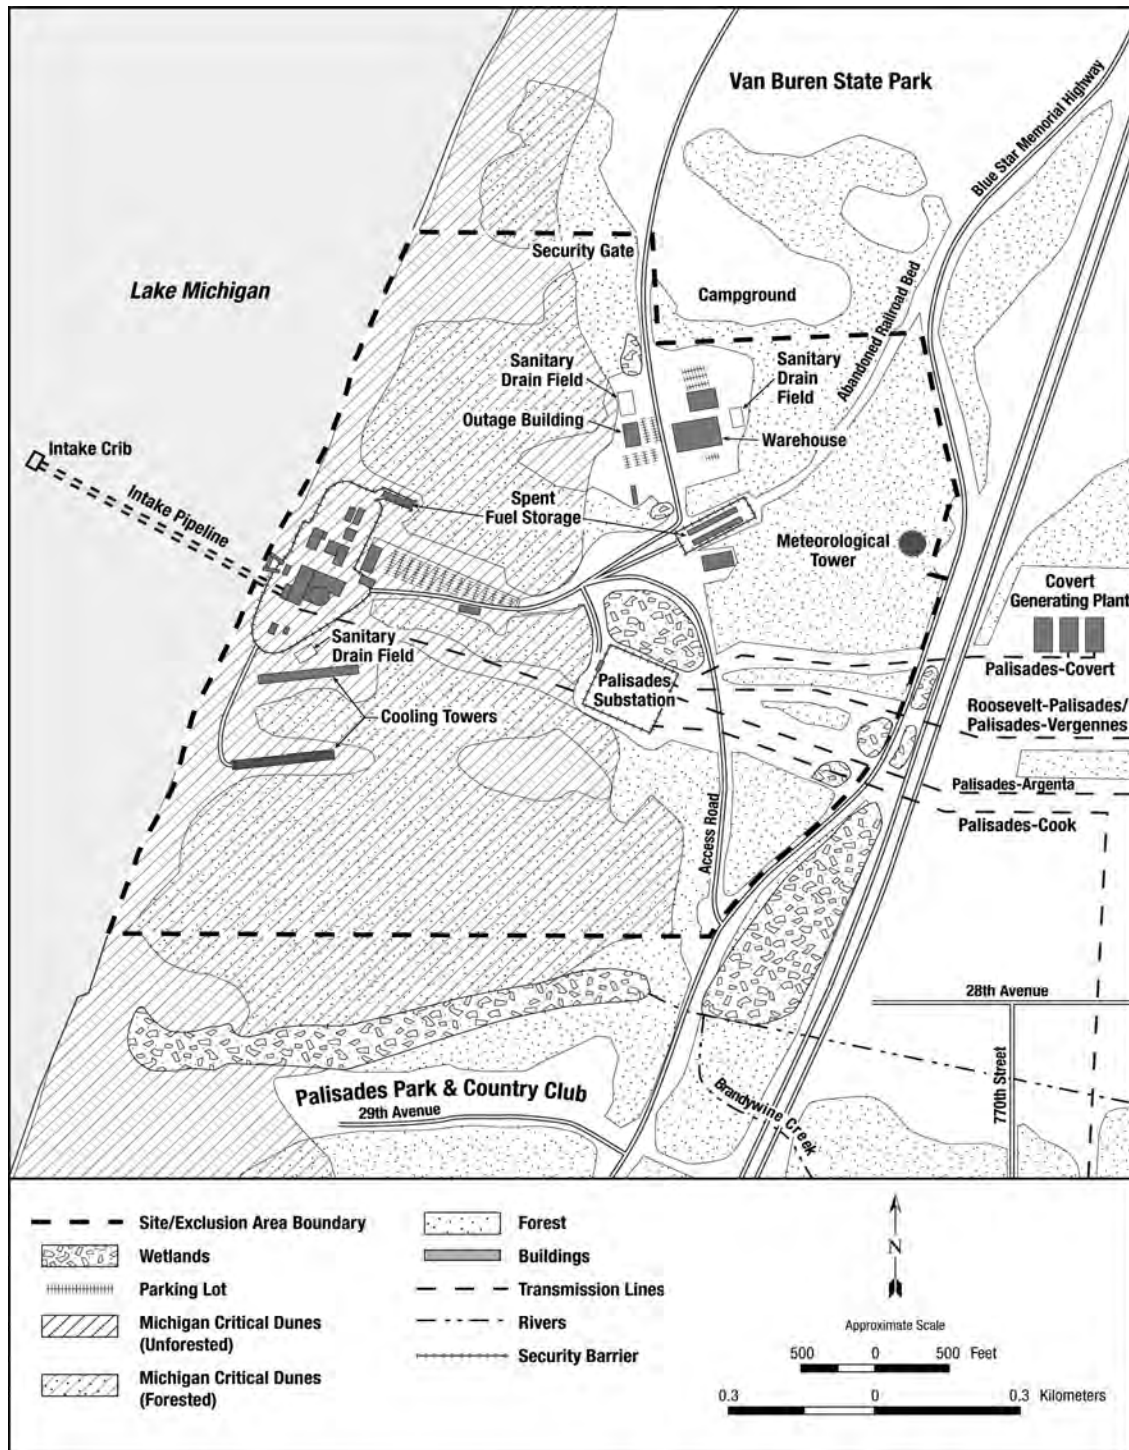 Van Buren State Park
Blue Star Memorial Highway
Security Gate
Lake Michigan
Campground
Abandoned Railroad Bed
Sanitary
Drain Field
Sanitary
Drain
Field
Outage Building
Warehouse
Intake Crib
Intake Pipeline
Spent
Fuel Storage
Meteorological
Tower
Covert
Generating Plant
Sanitary
Drain Field
Palisades
Substation
Palisades-Covert
Cooling Towers
Roosevelt-Palisades/
Palisades-Vergennes
Palisades-Argenta
Palisades-Cook
Access Road
28th Avenue
770th Street
Palisades Park & Country Club
29th Avenue
Brandywine Creek
Site/Exclusion Area Boundary
Wetlands
Parking Lot
Michigan Critical Dunes
(Unforested)
Michigan Critical Dunes
(Forested)
Forest
Buildings
Transmission Lines
Rivers
Security Barrier
N
Approximate Scale
500 0 500 Feet
0.3 0 0.3 Kilometers